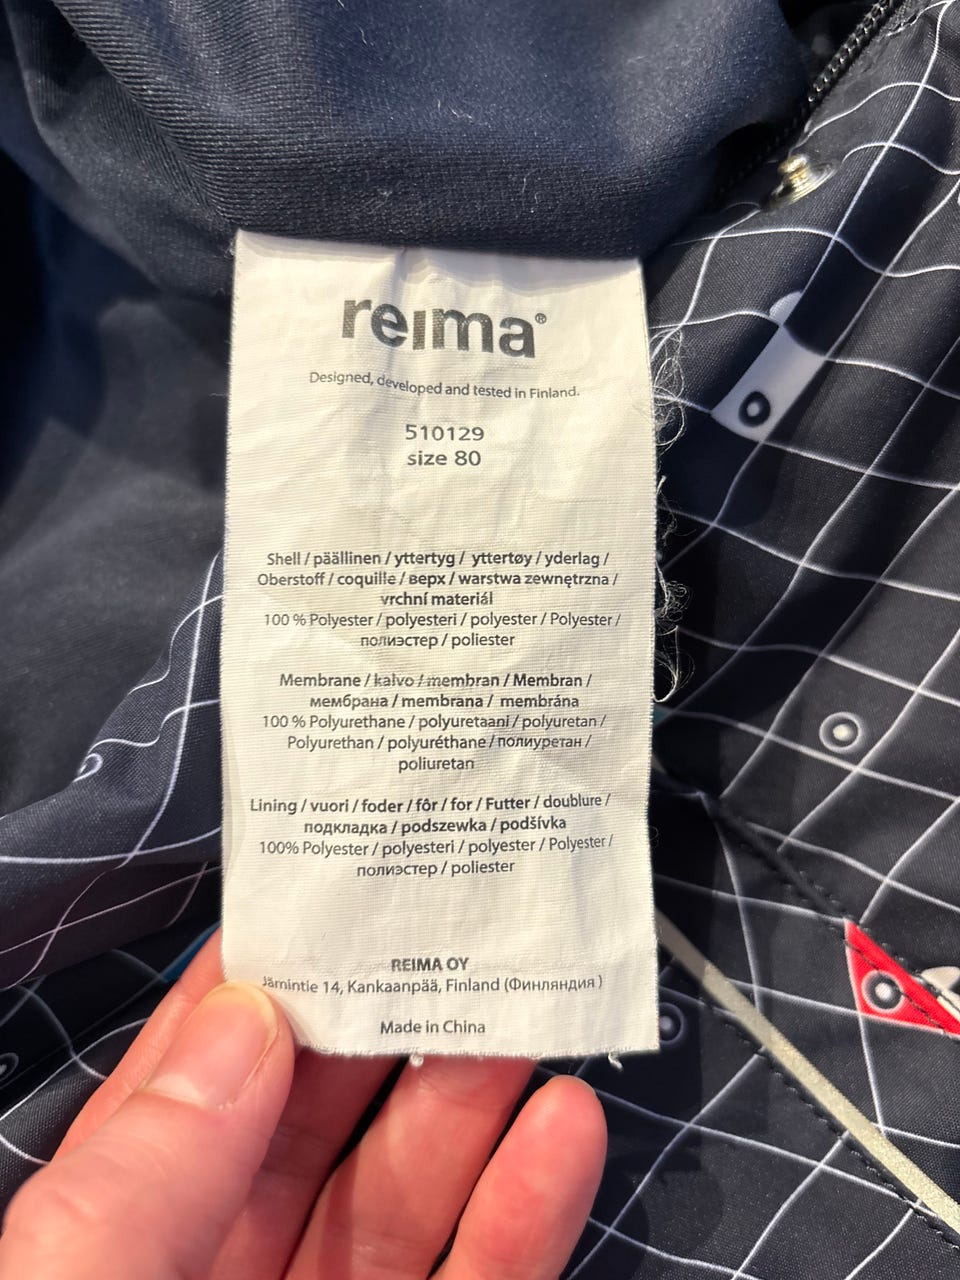 reima®
Designed, developed and tested in Finland.
510129
size 80
Shell / päällinen / yttertyg / yttertøy / yderlag /
Oberstoff / coquille / верх / warstwa zewnętrzna /
vrchní materiál
100 % Polyester / polyesteri / polyester / Polyester /
полиэстер / poliester
Membrane / kalvo / membran / Membran /
мембрана / membrana / membrána
100 % Polyurethane / polyuretaani / polyuretan /
Polyurethan / polyuréthane / полиуретан /
poliuretan
Lining / vuori / foder / fôr / for / Futter / doublure /
подкладка / podszewka / podšívka
100% Polyester / polyesteri / polyester / Polyester /
полиэстер / poliester
REIMA OY
Jämintie 14, Kankaanpää, Finland (Финляндия )
Made in China